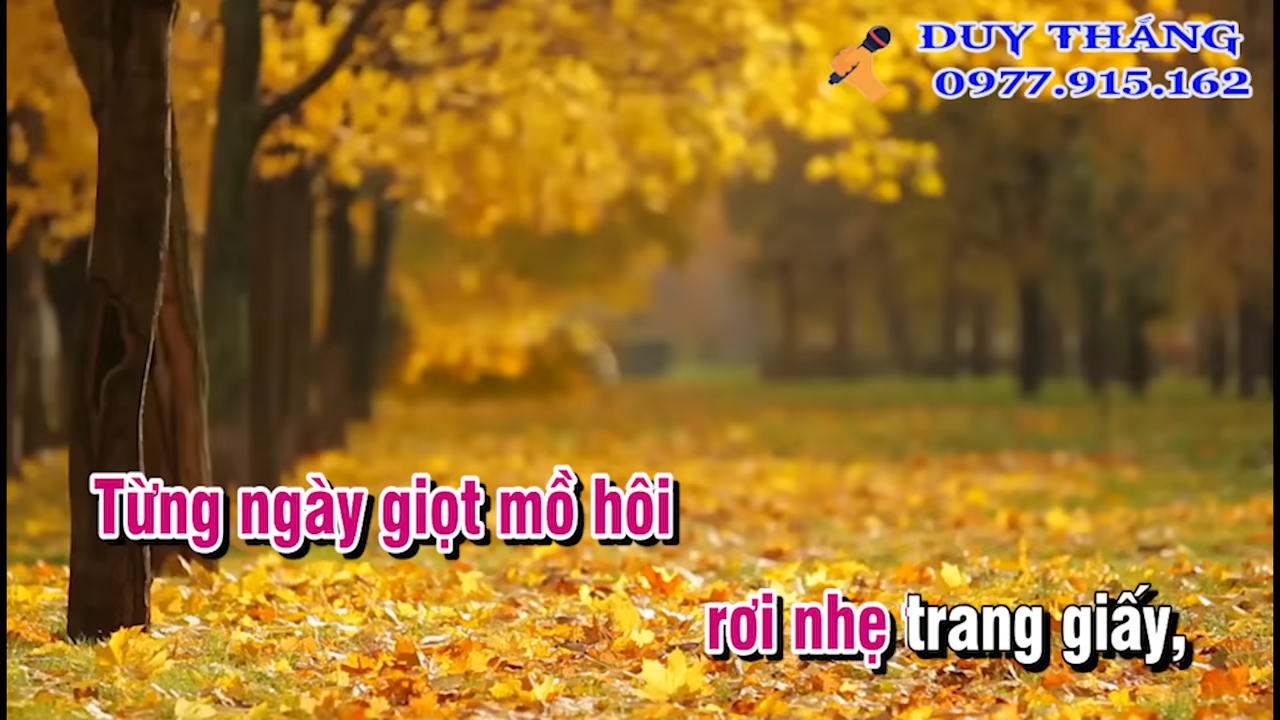 DUY THẮNG
0977.915.162
Từng ngày giọt mồ hôi
rơi nhẹ trang giấy,